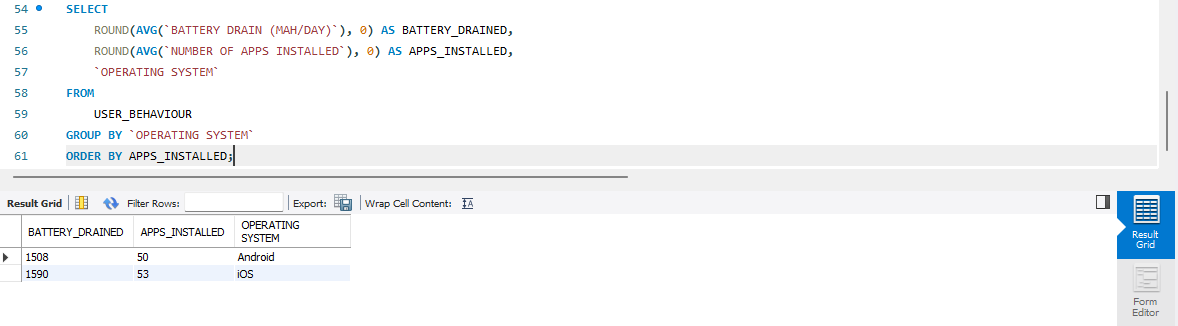 54 SELECT
55 ROUND(AVG(`BATTERY DRAIN (MAH/DAY)`), 0) AS BATTERY_DRAINED,
56 ROUND(AVG(`NUMBER OF APPS INSTALLED`), 0) AS APPS_INSTALLED,
57 `OPERATING SYSTEM`
58 FROM
59 USER_BEHAVIOUR
60 GROUP BY `OPERATING SYSTEM`
61 ORDER BY APPS_INSTALLED;
Result Grid Filter Rows: Export: Wrap Cell Content: IA
BATTERY_DRAINED APPS_INSTALLED OPERATING
SYSTEM
1508 50 Android
1590 53 iOS
Result
Grid
Form
Editor